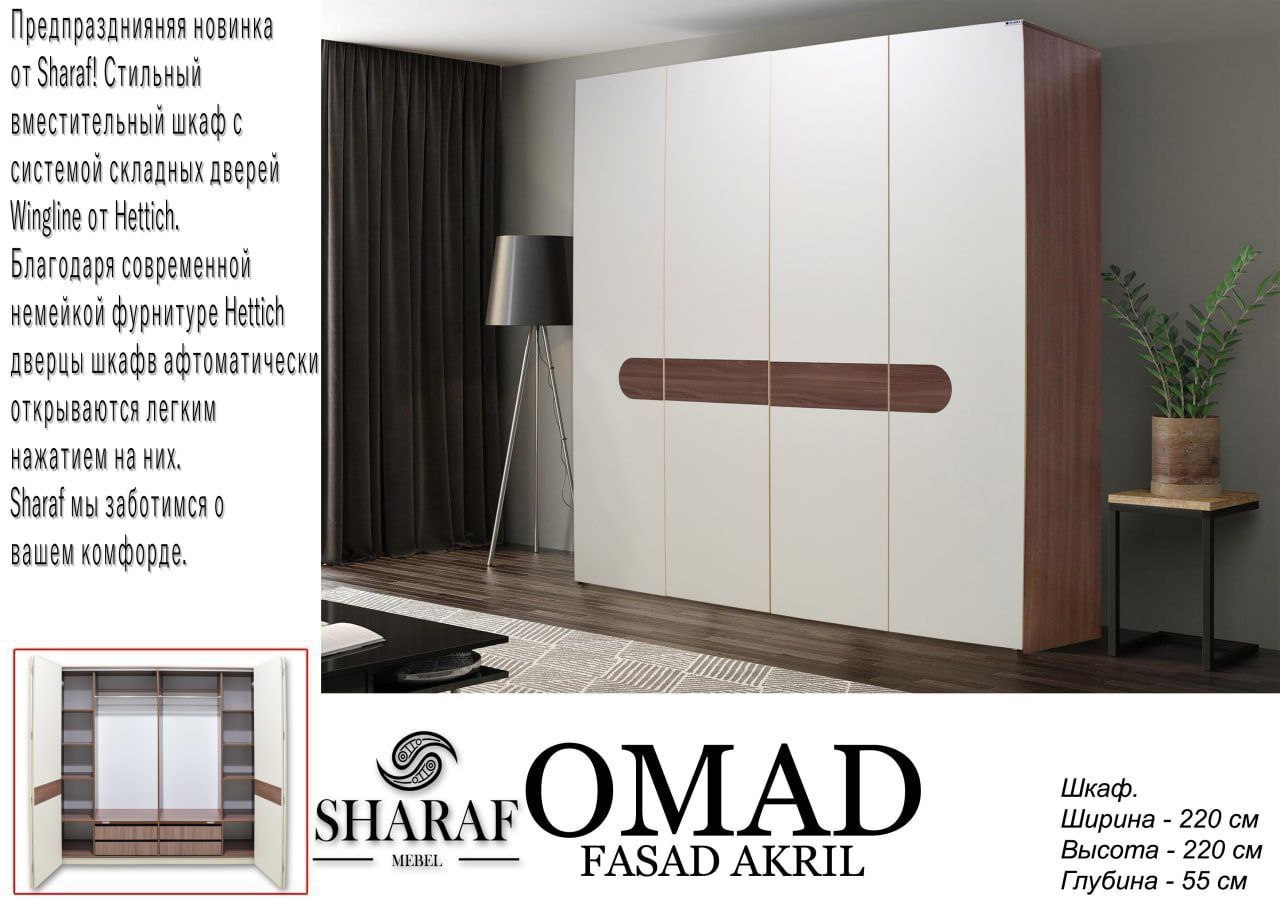 Предпразднияняя новинка
от Sharaf! Стильный
вместительный шкаф с
системой складных дверей
Wingline от Hettich.
Благодаря современной
немейкой фурнитуре Hettich
дверцы шкафв афтоматически
открываются легким
нажатием на них.
Sharaf мы заботимся о
вашем комфорде.
SHARAF
MEBEL
OMAD
FASAD AKRIL
Шкаф.
Ширина - 220 см
Высота - 220 см
Глубина - 55 см